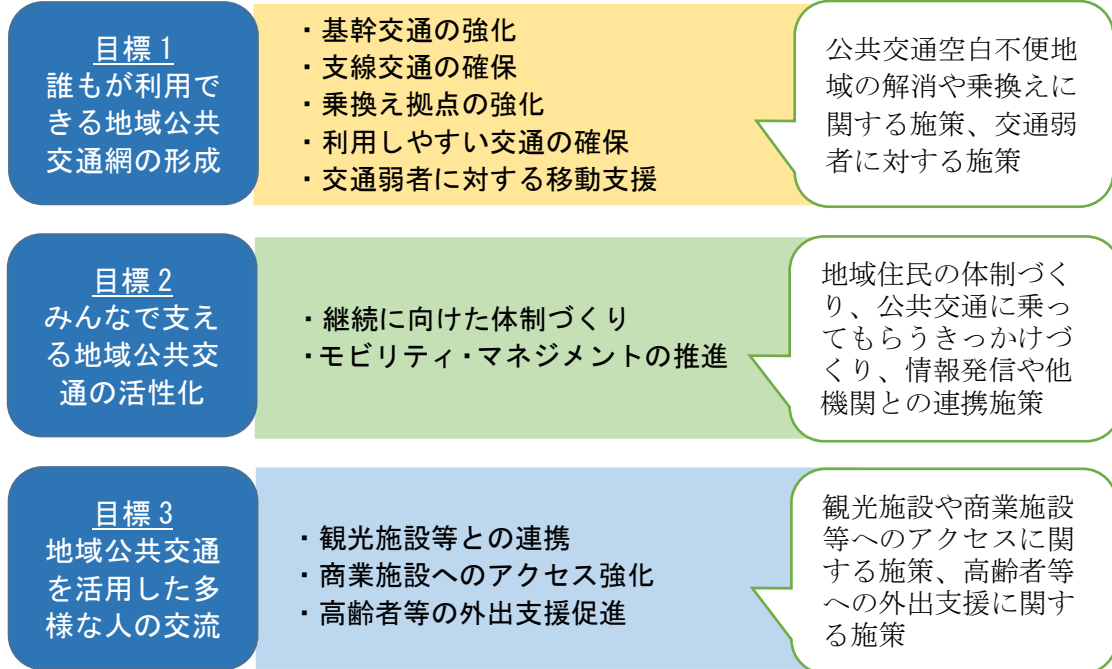 目標1
誰もが利用で
きる地域公共
交通網の形成
・基幹交通の強化
・支線交通の確保
・乗換え拠点の強化
・利用しやすい交通の確保
・交通弱者に対する移動支援
公共交通空白不便地
域の解消や乗換えに
関する施策、交通弱
者に対する施策
目標2
みんなで支え
る地域公共交
通の活性化
・継続に向けた体制づくり
・モビリティ・マネジメントの推進
地域住民の体制づく
り、公共交通に乗っ
てもらうきっかけづ
くり、情報発信や他
機関との連携施策
目標3
地域公共交通
を活用した多
様な人の交流
・観光施設等との連携
・商業施設へのアクセス強化
・高齢者等の外出支援促進
観光施設や商業施設
等へのアクセスに関
する施策、高齢者等
への外出支援に関す
る施策